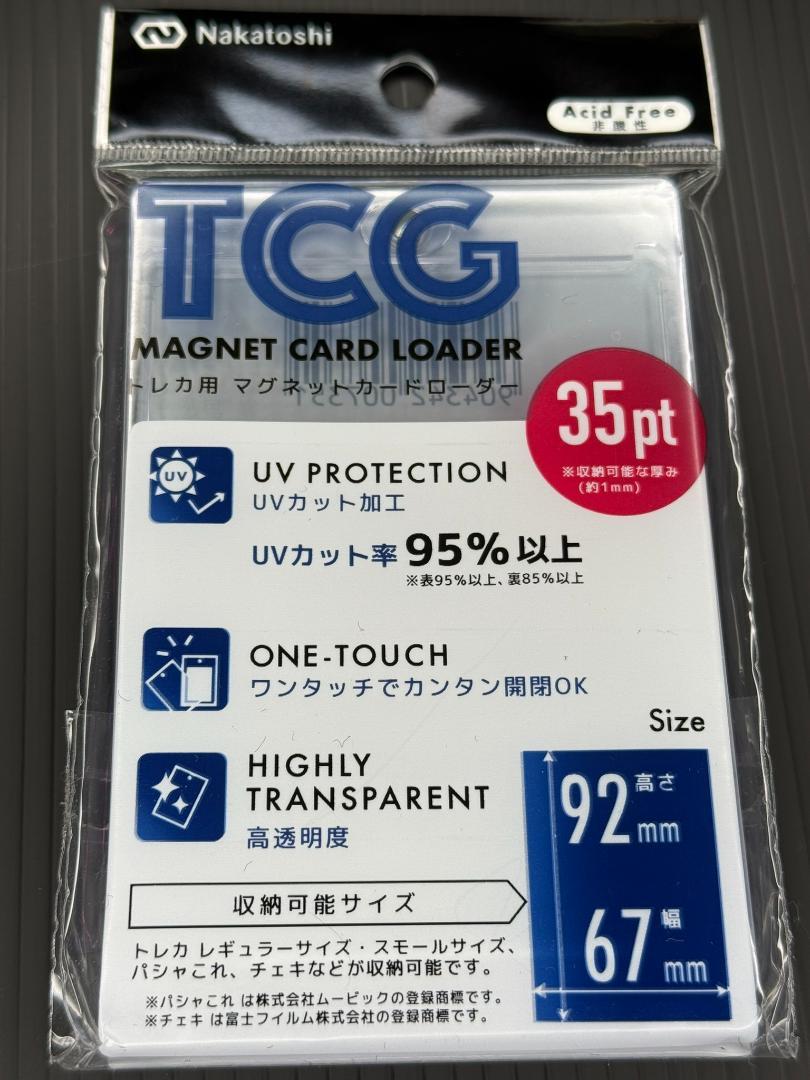 Nakatoshi
Acid Free
非酸性
TCG
MAGNET CARD LOADER
トレカ用 マグネットカードローダー
35pt
※収納可能な厚み
(約1mm)
UV
UV PROTECTION
UVカット加工
UVカット率 95%以上
※表95%以上、裏85%以上
ONE-TOUCH
ワンタッチでカンタン開閉OK
HIGHLY
TRANSPARENT
高透明度
Size
高さ
92mm
幅
67mm
収納可能サイズ
トレカ レギュラーサイズ・スモールサイズ、
パシャこれ、チェキなどが収納可能です。
※パシャこれ は株式会社ムービックの登録商標です。
※チェキ は富士フイルム株式会社の登録商標です。